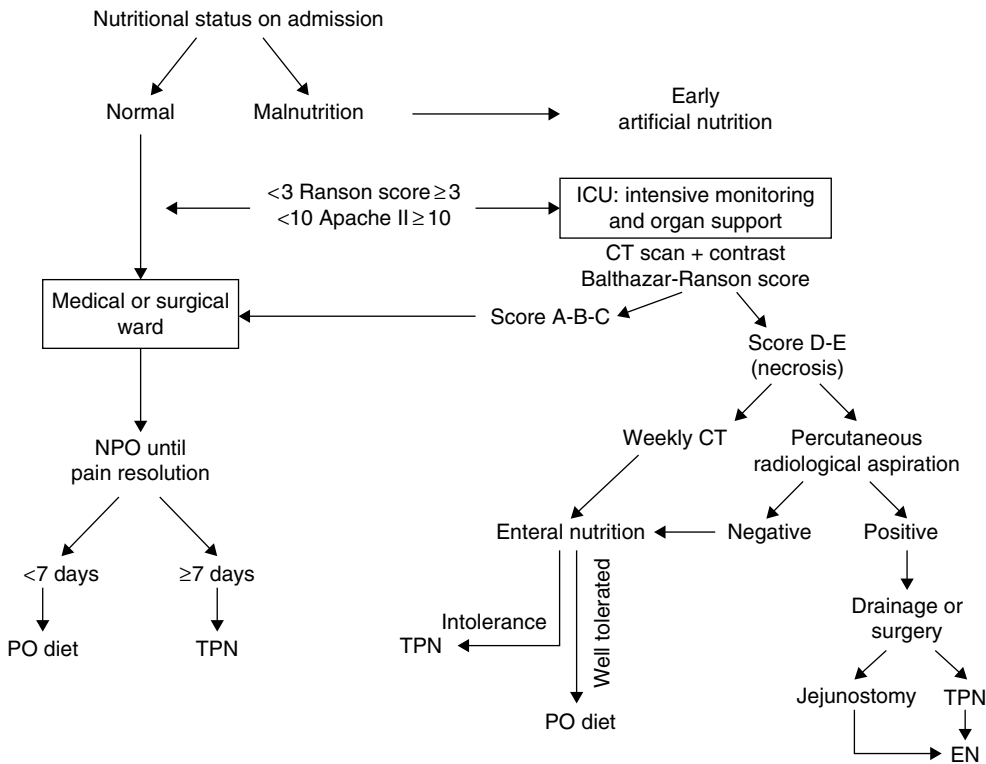 Nutritional status on admission
Normal
Malnutrition
Early
artificial nutrition
<3 Ranson score ≥3
<10 Apache II ≥10
ICU: intensive monitoring
and organ support
CT scan + contrast
Balthazar-Ranson score
Medical or surgical
ward
Score A-B-C
Score D-E
(necrosis)
NPO until
pain resolution
Weekly CT
Percutaneous
radiological aspiration
Enteral nutrition
Negative
Positive
<7 days
≥7 days
PO diet
TPN
Intolerance
TPN
Well tolerated
PO diet
Drainage or
surgery
Jejunostomy
TPN
EN